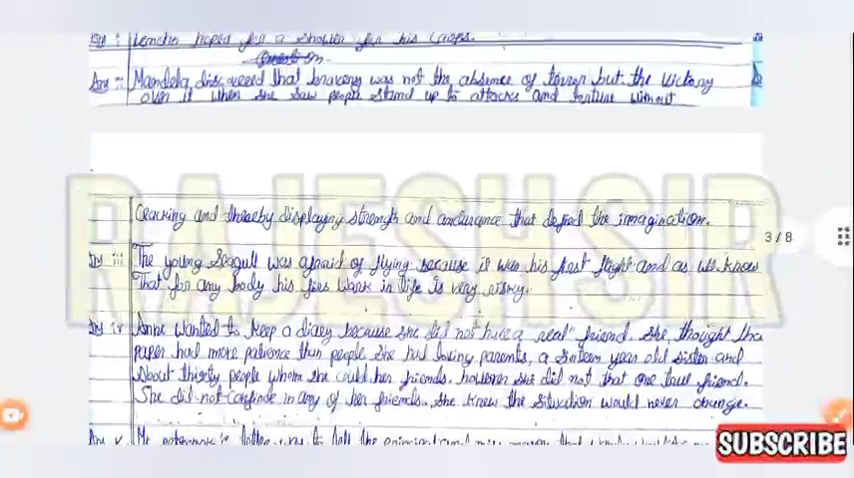 Lencho hoped for a shower for his crops.
Ans ii Mandela discovered that bravery was not the absence of terror but the victory
over it when she saw people stand up to attacks and torture without
Cracking and thereby displaying strength and endurance that defied the imagination.
3 / 8
Ans iii The young Seagull was afraid of flying because it was his first flight and as we know
That for any body his first work in life is very risky.
Ans iv Anne wanted to keep a diary because she did not have a "real" friend. She thought the
paper had more patience than people she had loving parents, a sixteen year old sister and
About thirty people whom she could her friends. however she did not that one true friend.
She did not confide in any of her friends. She knew the situation would never change.
Ans v
RAJESH SIR
SUBSCRIBE